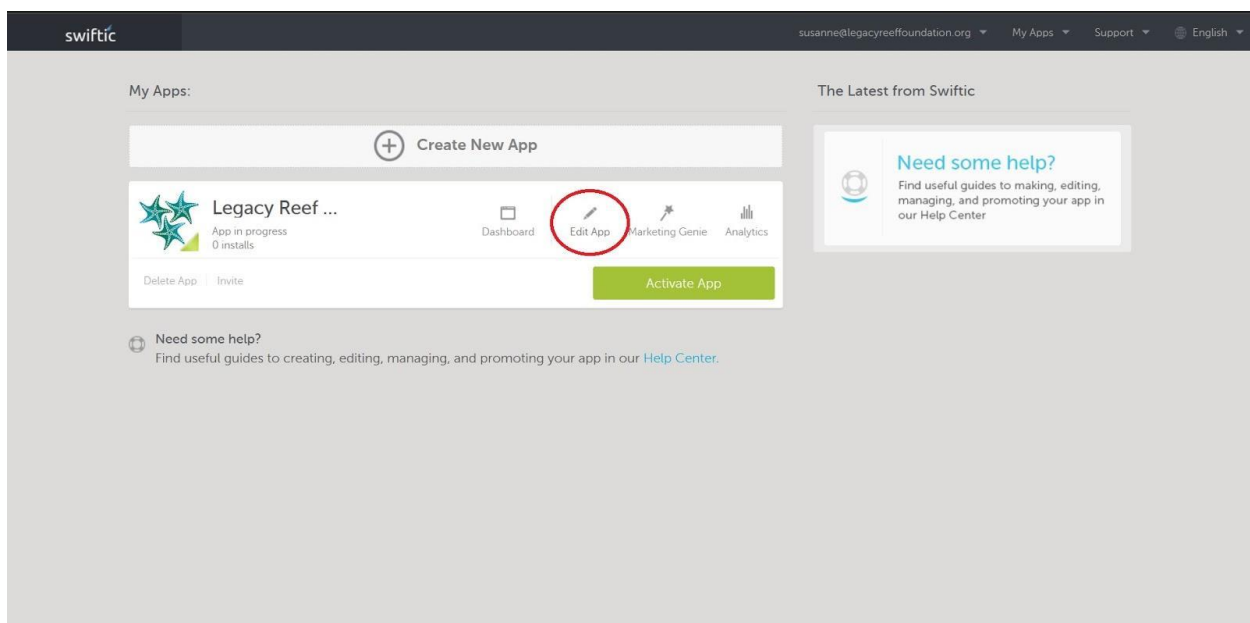 swiftic
susanne@legacyreeffoundation.org
My Apps
Support
English
My Apps:
Create New App
Legacy Reef ...
App in progress
0 installs
Dashboard
Edit App
Marketing Genie
Analytics
Delete App
Invite
Activate App
Need some help?
Find useful guides to creating, editing, managing, and promoting your app in our Help Center.
The Latest from Swiftic
Need some help?
Find useful guides to making, editing,
managing, and promoting your app in
our Help Center